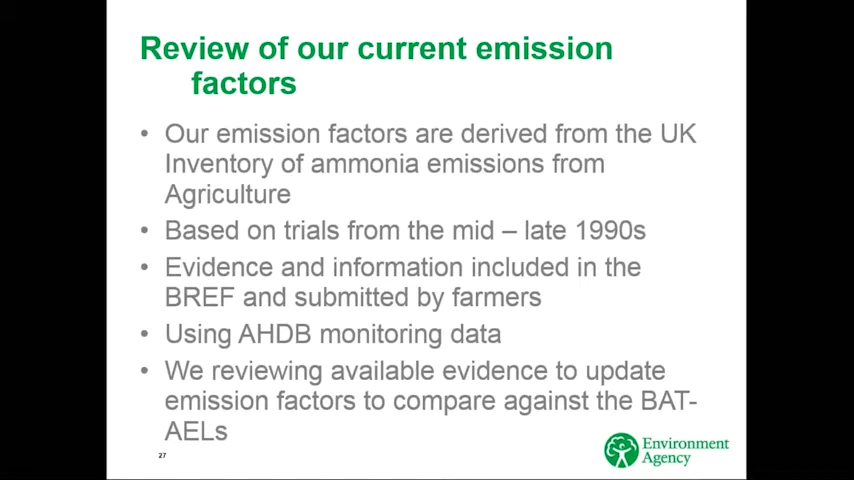 Review of our current emission
factors
• Our emission factors are derived from the UK
Inventory of ammonia emissions from
Agriculture
• Based on trials from the mid – late 1990s
• Evidence and information included in the
BREF and submitted by farmers
• Using AHDB monitoring data
• We reviewing available evidence to update
emission factors to compare against the BAT-
AELs
27
Environment
Agency